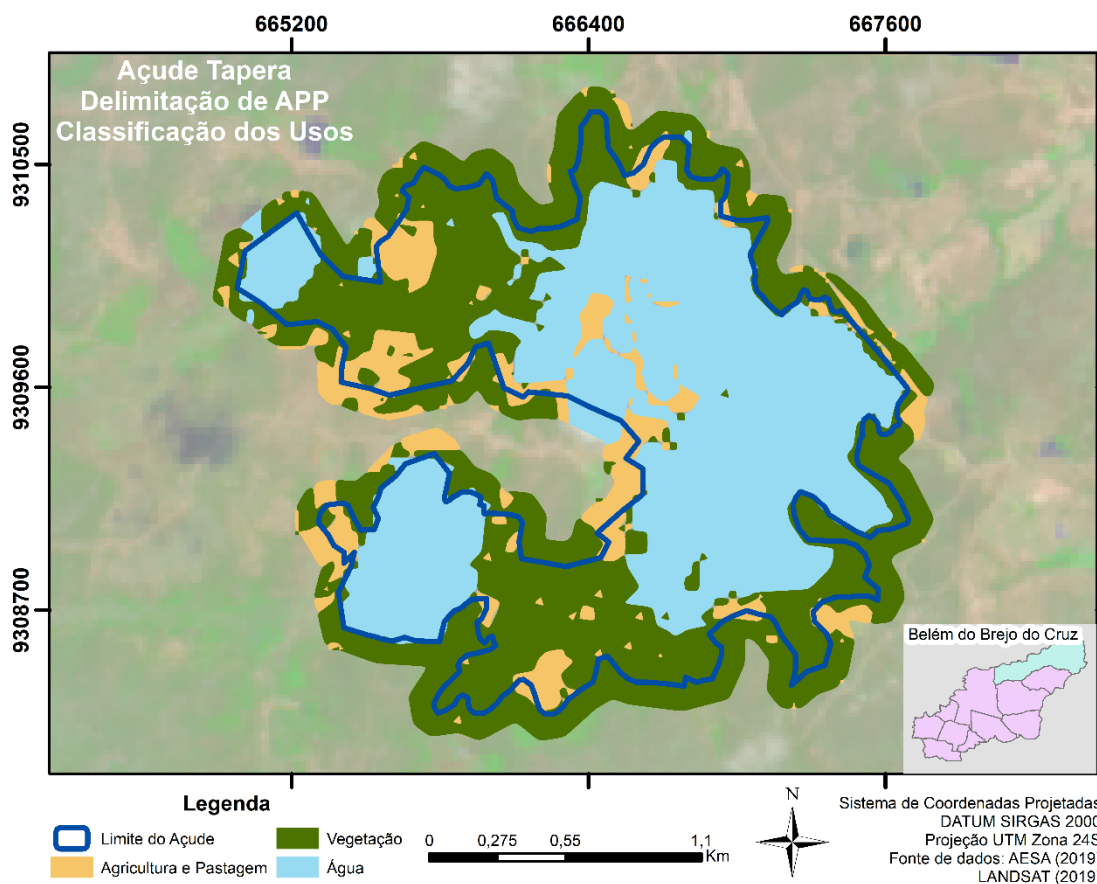 665200 666400 667600
Açude Tapera
Delimitação de APP
Classificação dos Usos
9310500
9309600
9308700
Belém do Brejo do Cruz
Legenda
Limite do Açude
Vegetação
Agricultura e Pastagem
Água
0 0,275 0,55 1,1
Km
N
Sistema de Coordenadas Projetadas
DATUM SIRGAS 2000
Projeção UTM Zona 24S
Fonte de dados: AESA (2019)
LANDSAT (2019)